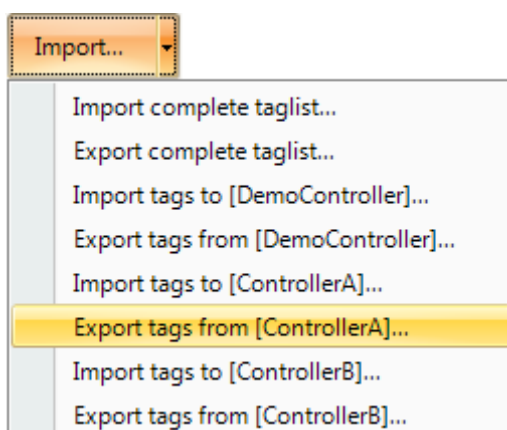 Import...
Import complete taglist...
Export complete taglist...
Import tags to [DemoController]...
Export tags from [DemoController]...
Import tags to [ControllerA]...
Export tags from [ControllerA]...
Import tags to [ControllerB]...
Export tags from [ControllerB]...